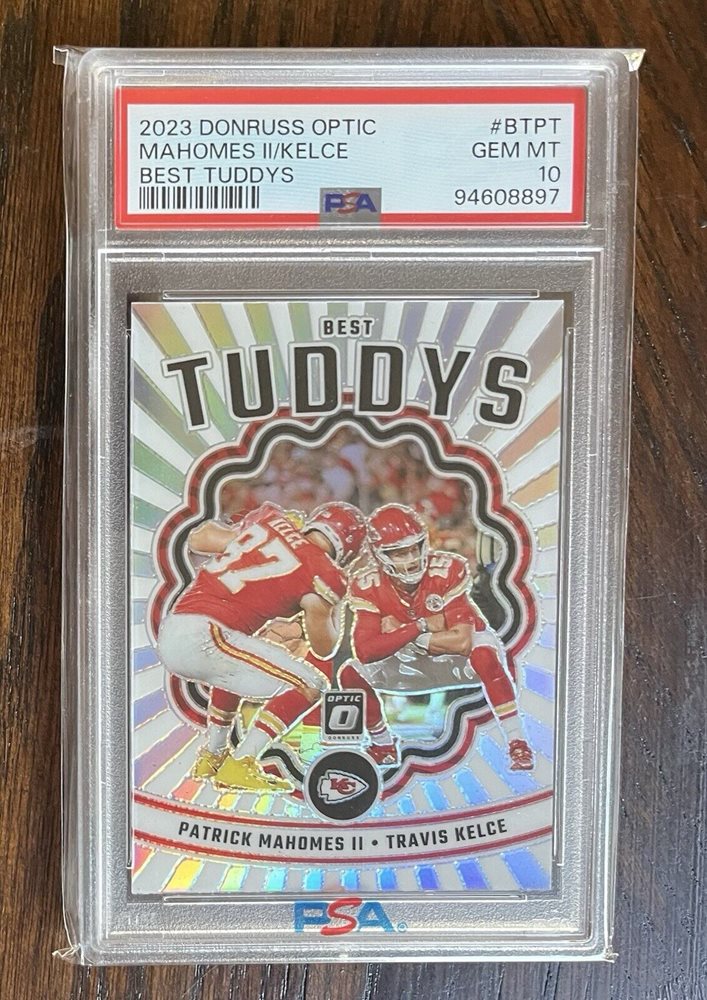 2023 DONRUSS OPTIC #BTPT
MAHOMES II/KELCE GEM MT
BEST TUDDYS 10
PSA 94608897
BEST
TUDDYS
KELCE
87
15
OPTIC
O
DONRUSS
KC
PATRICK MAHOMES II • TRAVIS KELCE
PSA®